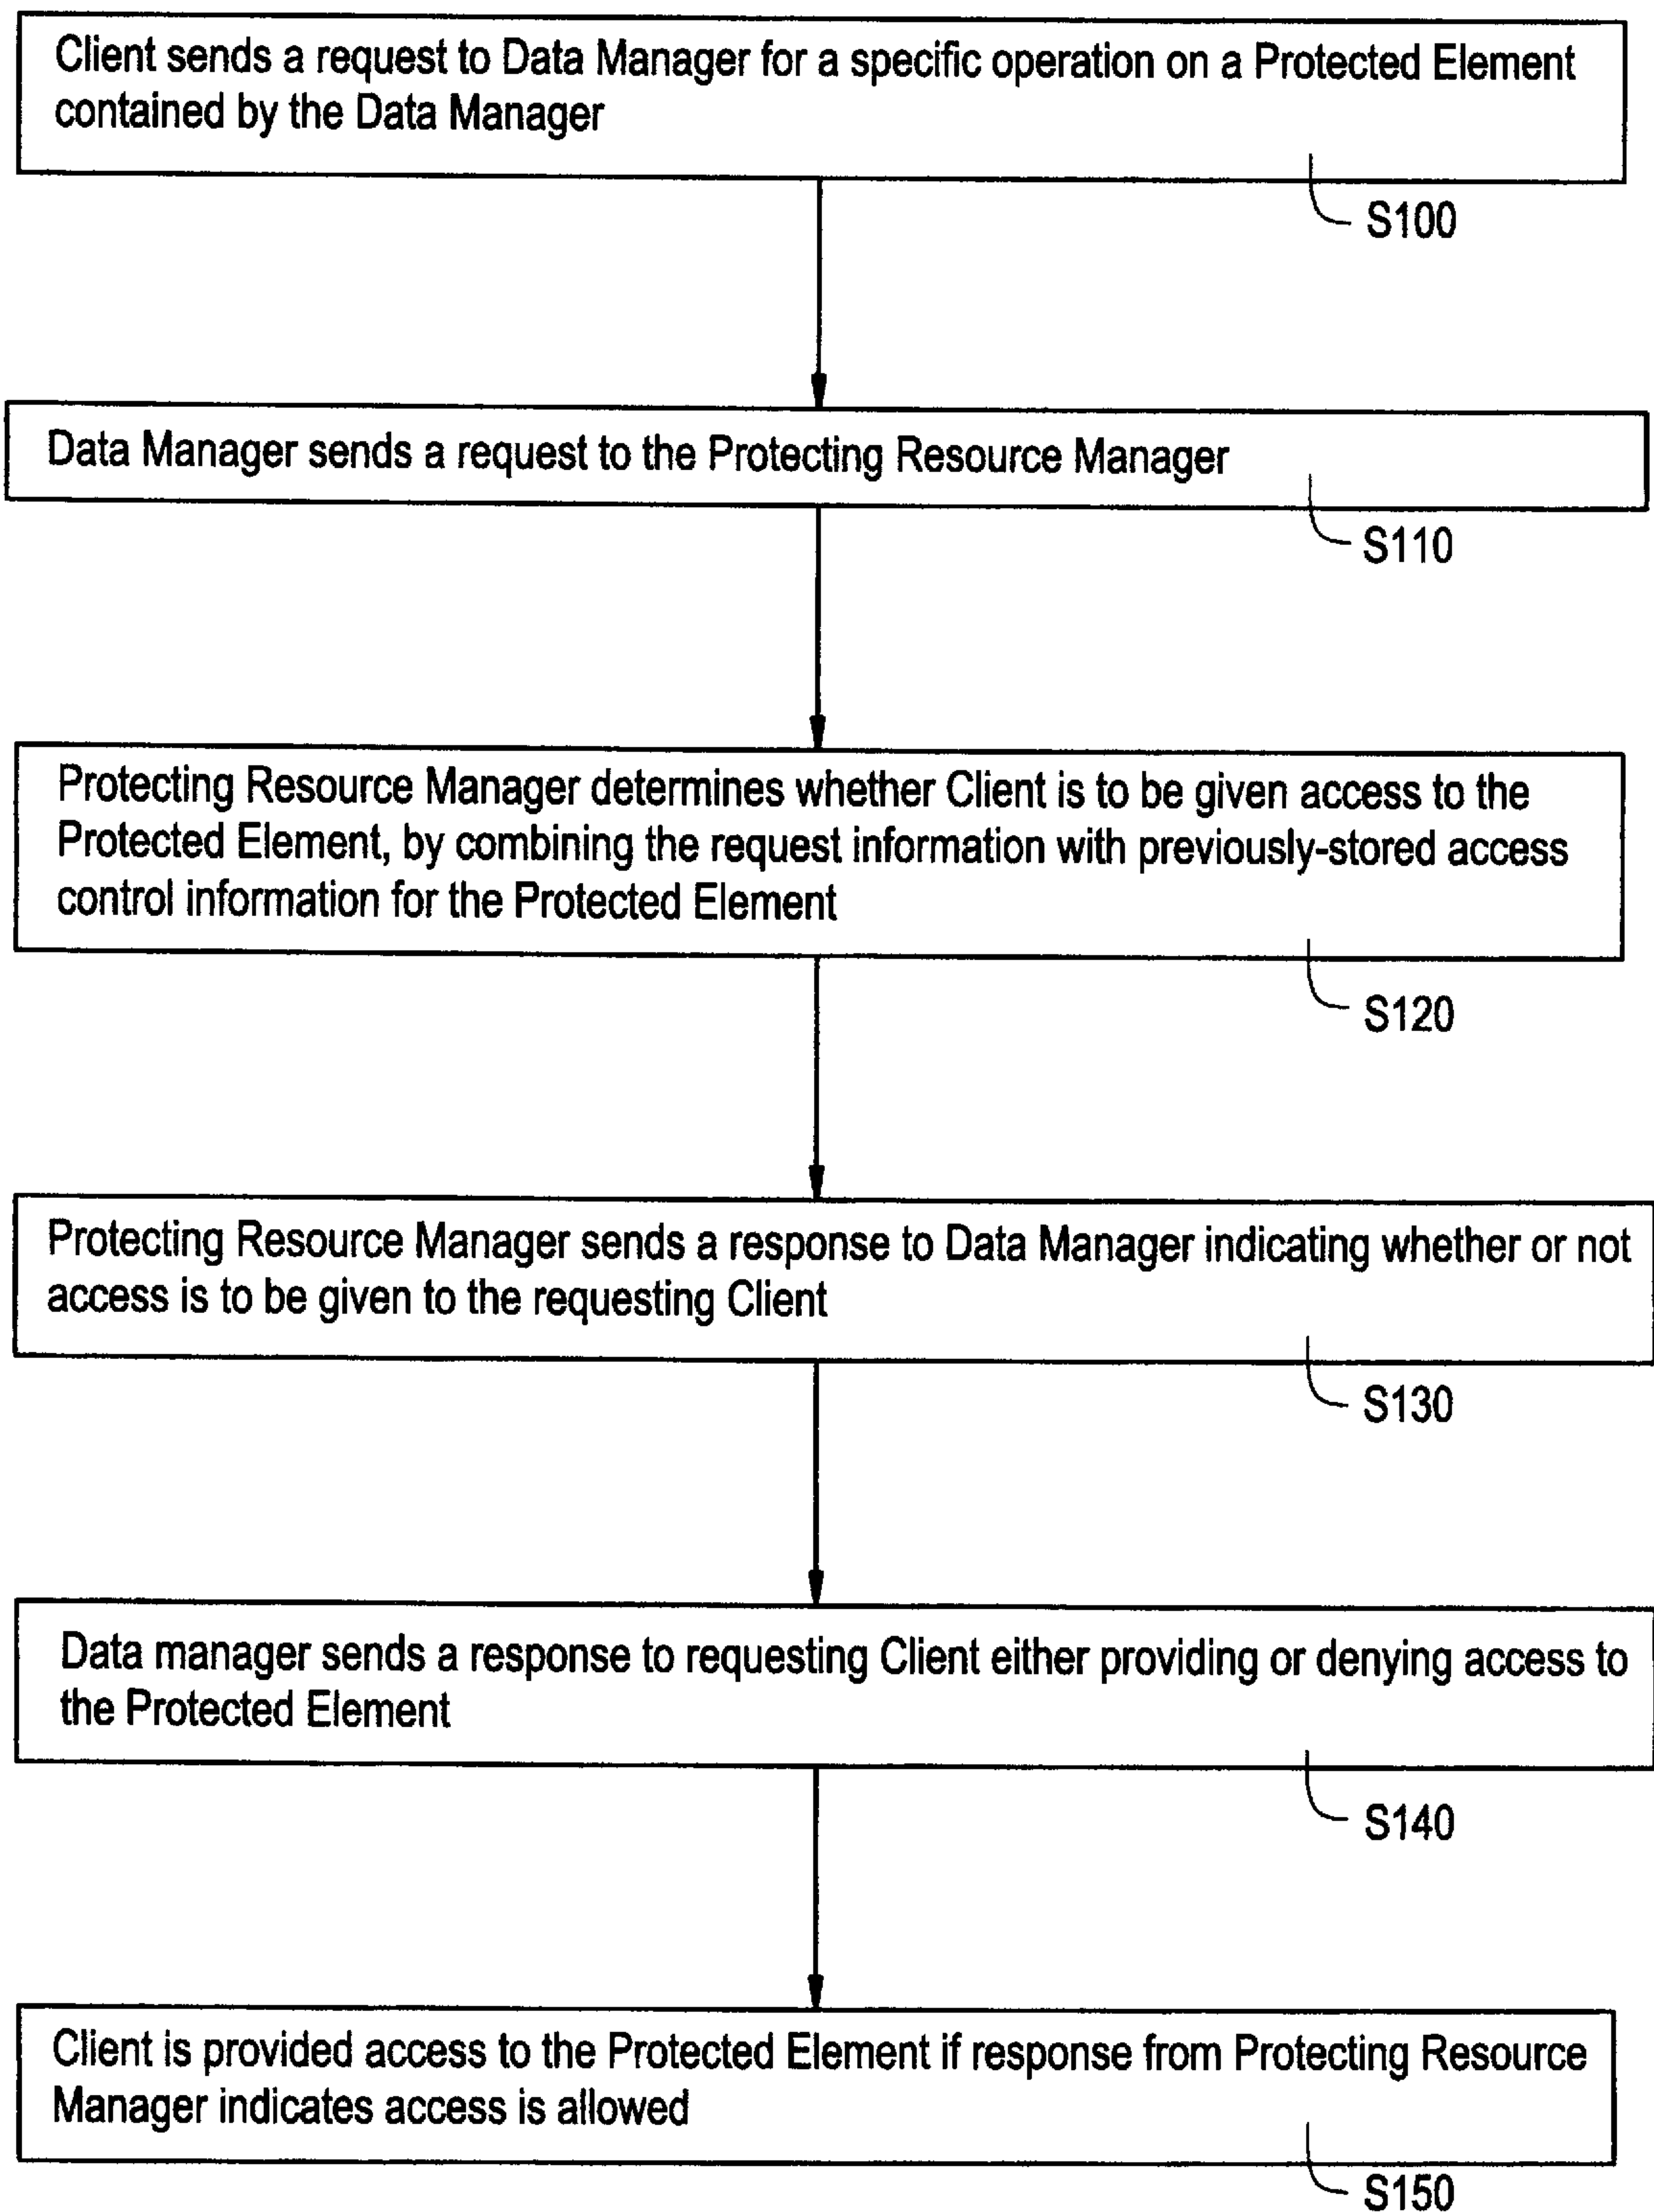 Client sends a request to Data Manager for a specific operation on a Protected Element
contained by the Data Manager
S100
Data Manager sends a request to the Protecting Resource Manager
S110
Protecting Resource Manager determines whether Client is to be given access to the
Protected Element, by combining the request information with previously-stored access
control information for the Protected Element
S120
Protecting Resource Manager sends a response to Data Manager indicating whether or not
access is to be given to the requesting Client
S130
Data manager sends a response to requesting Client either providing or denying access to
the Protected Element
S140
Client is provided access to the Protected Element if response from Protecting Resource
Manager indicates access is allowed
S150